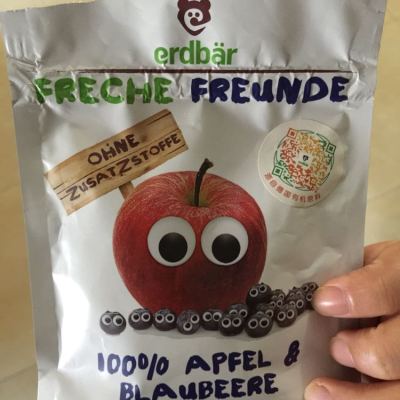 erdbär
FRECHE FREUNDE
OHNE
ZUSATZSTOFFE
100% APFEL &
BLAUBEERE